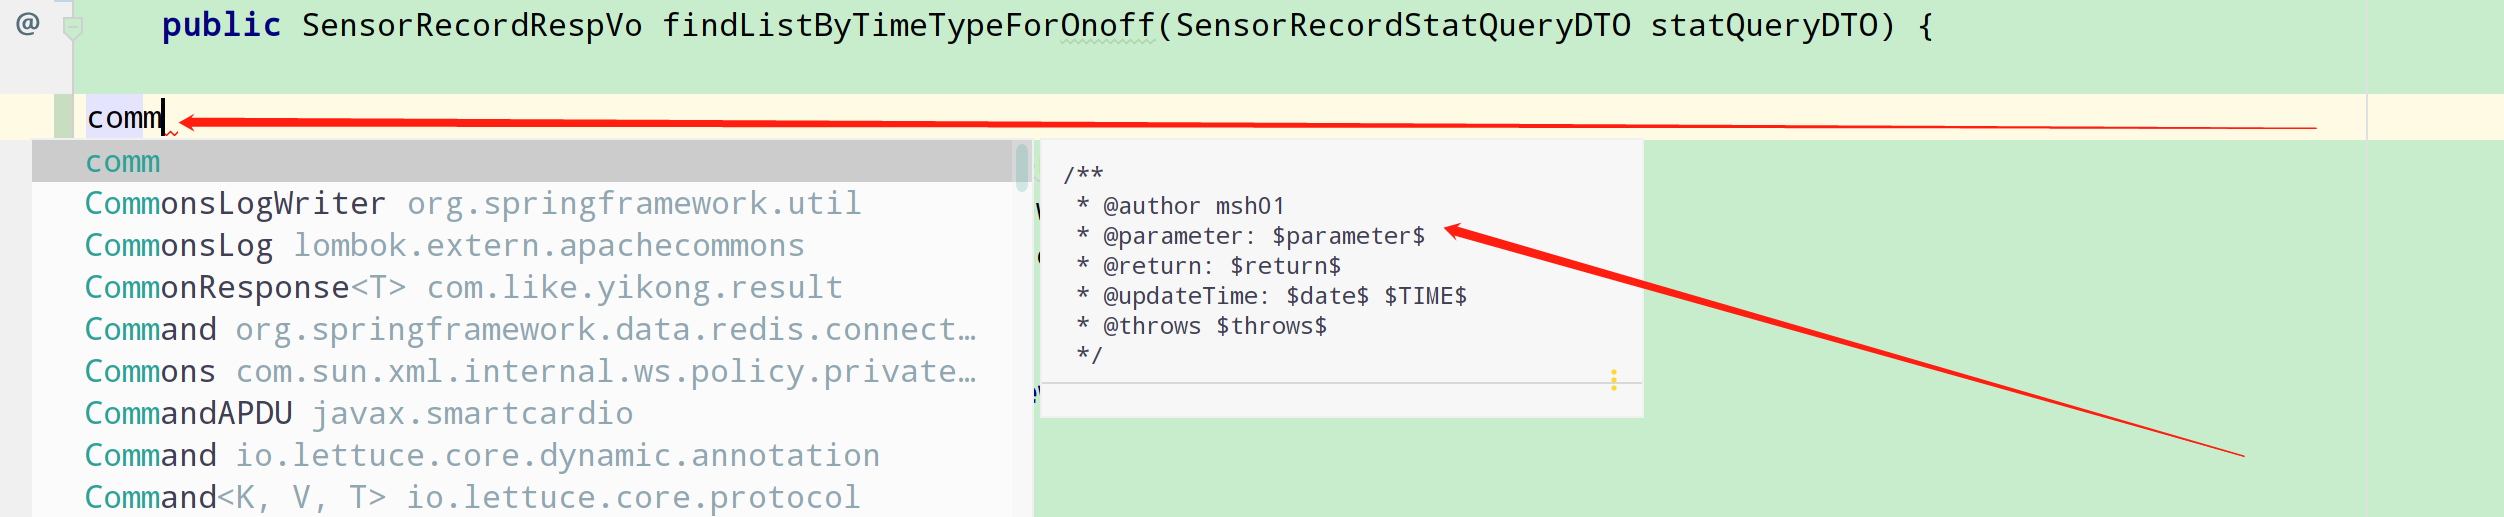 @ public SensorRecordRespVo findListByTimeTypeForOnoff(SensorRecordStatQueryDTO statQueryDTO) {
comm
comm
CommonsLogWriter org.springframework.util
CommonsLog lombok.extern.apachecommons
CommonResponse<T> com.like.yikong.result
Command org.springframework.data.redis.connect…
Commons com.sun.xml.internal.ws.policy.private…
CommandAPDU javax.smartcardio
Command io.lettuce.core.dynamic.annotation
Command<K, V, T> io.lettuce.core.protocol
/**
* @author msh01
* @parameter: $parameter$
* @return: $return$
* @updateTime: $date$ $TIME$
* @throws $throws$
*/